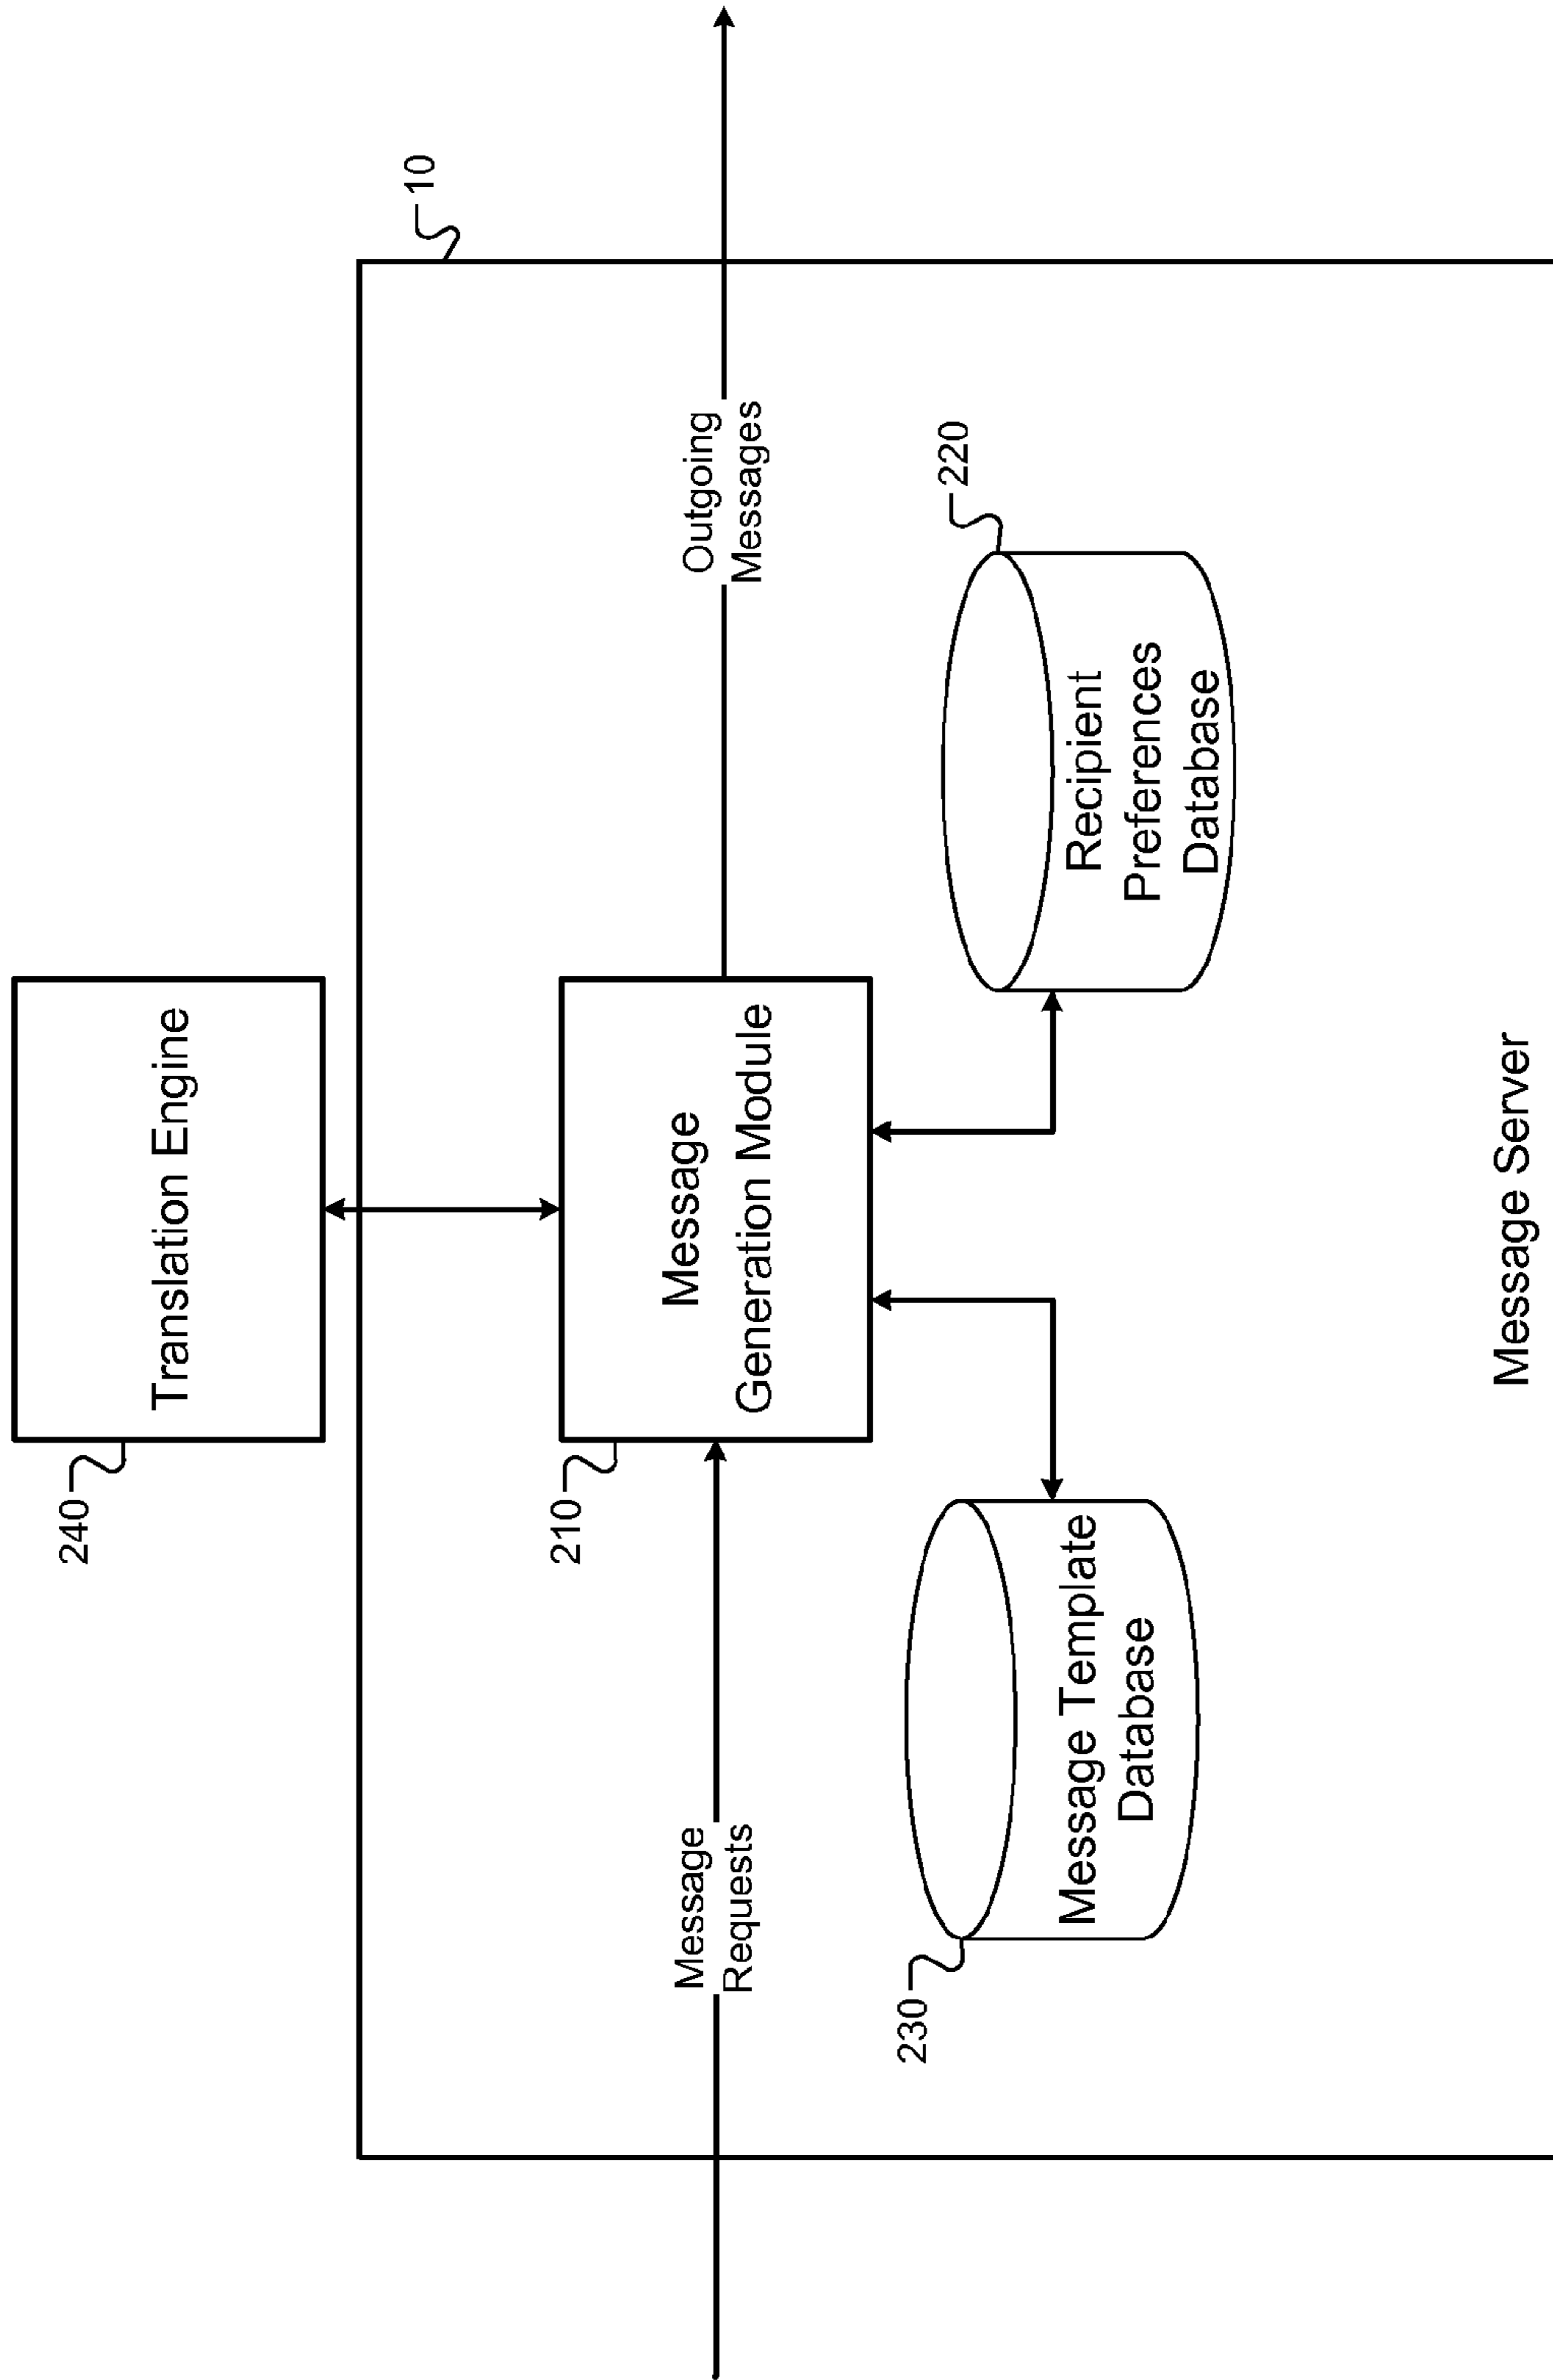 240
Translation Engine
10
210
Message
Generation Module
Message
Requests
Outgoing
Messages
230
Message Template
Database
220
Recipient
Preferences
Database
Message Server